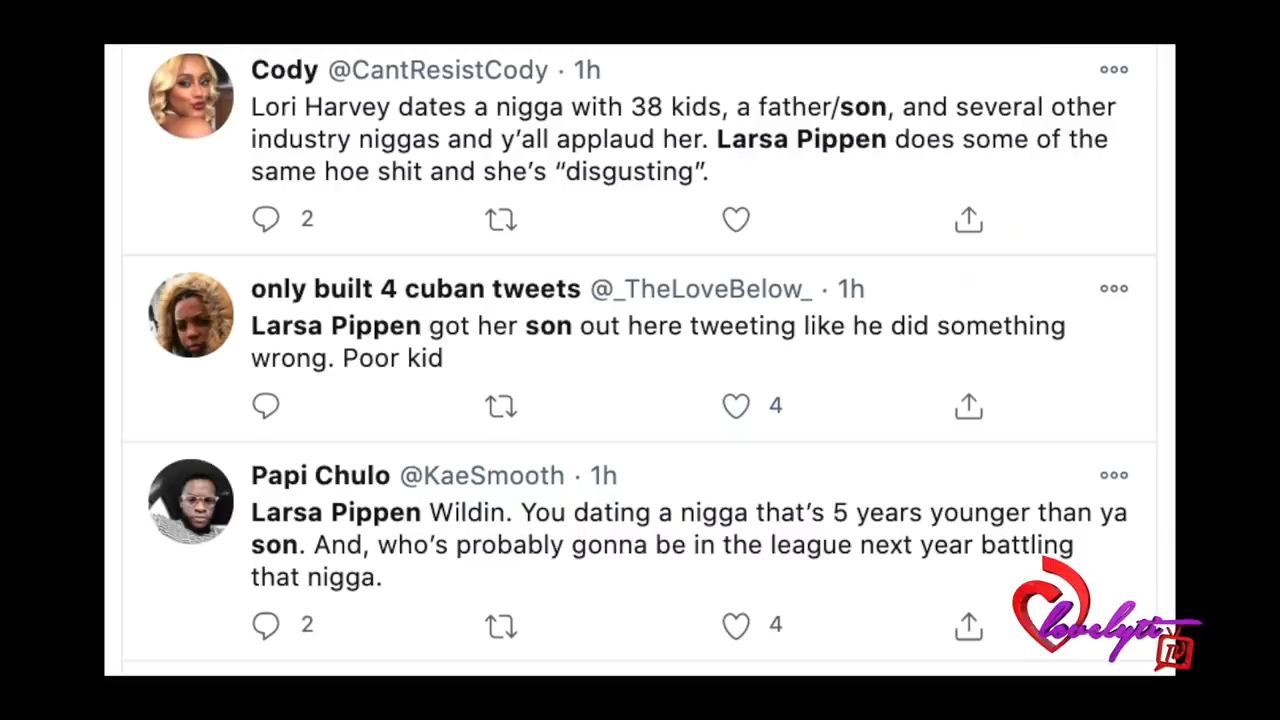 Cody @CantResistCody · 1h
Lori Harvey dates a nigga with 38 kids, a father/son, and several other
industry niggas and y’all applaud her. Larsa Pippen does some of the
same hoe shit and she’s “disgusting”.
2
only built 4 cuban tweets @_TheLoveBelow_ · 1h
Larsa Pippen got her son out here tweeting like he did something
wrong. Poor kid
4
Papi Chulo @KaeSmooth · 1h
Larsa Pippen Wildin. You dating a nigga that’s 5 years younger than ya
son. And, who’s probably gonna be in the league next year battling
that nigga.
2 4
lovelyti
TV